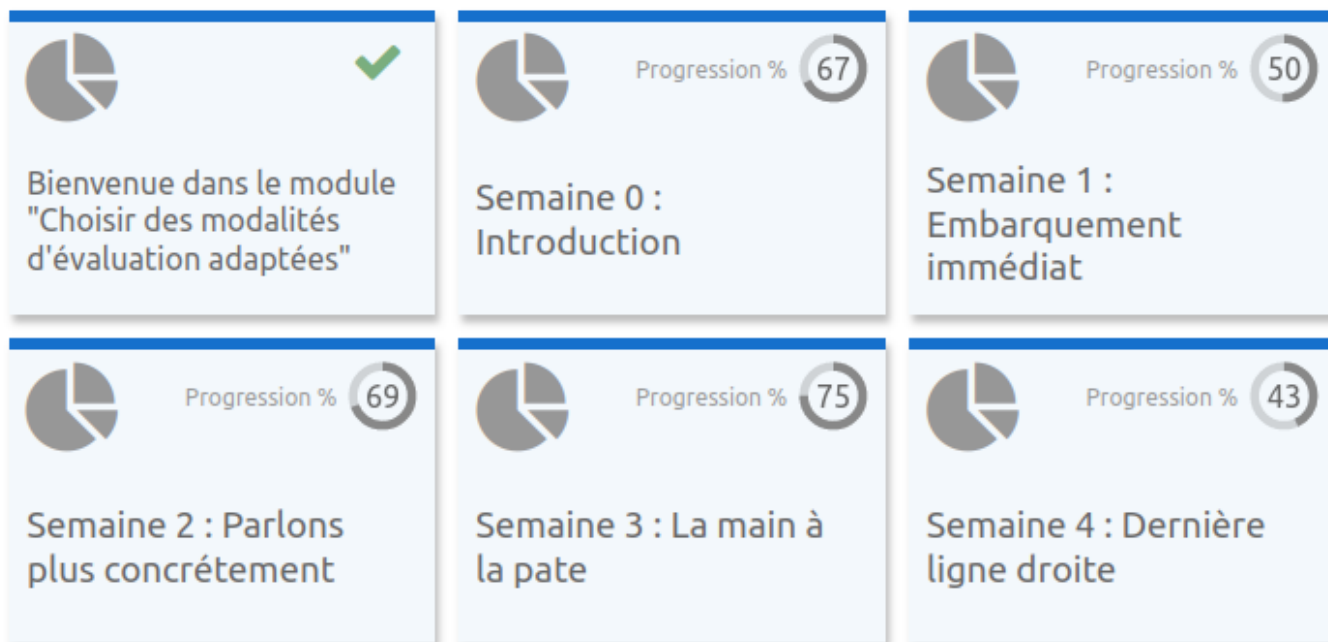 Bienvenue dans le module
"Choisir des modalités
d'évaluation adaptées"
Progression % 67
Semaine 0 :
Introduction
Progression % 50
Semaine 1 :
Embarquement
immédiat
Progression % 69
Semaine 2 : Parlons
plus concrétement
Progression % 75
Semaine 3 : La main à
la pate
Progression % 43
Semaine 4 : Dernière
ligne droite